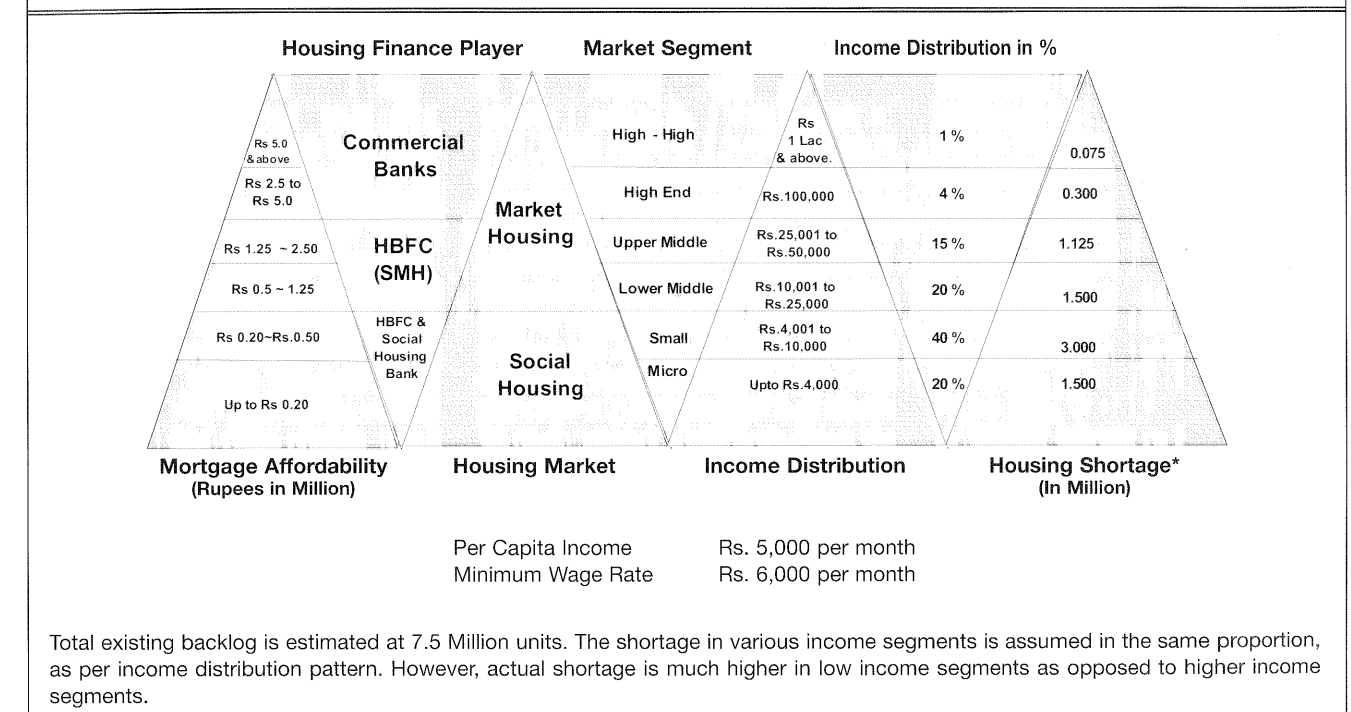 Housing Finance Player Market Segment Income Distribution in %
Rs 5.0
& above
Commercial
Banks
High - High
Rs
1 Lac
& above.
1 %
0.075
Rs 2.5 to
Rs 5.0
High End
Rs.100,000
4 %
0.300
Market
Housing
Rs 1.25 ~ 2.50
HBFC
(SMH)
Upper Middle
Rs.25,001 to
Rs.50,000
15 %
1.125
Rs 0.5 ~ 1.25
Lower Middle
Rs.10,001 to
Rs.25,000
20 %
1.500
Rs 0.20~Rs.0.50
HBFC &
Social
Housing
Bank
Social
Housing
Small
Rs.4,001 to
Rs.10,000
40 %
3.000
Up to Rs 0.20
Micro
Upto Rs.4,000
20 %
1.500
Mortgage Affordability
(Rupees in Million)
Housing Market
Income Distribution
Housing Shortage*
(In Million)
Per Capita Income Rs. 5,000 per month
Minimum Wage Rate Rs. 6,000 per month
Total existing backlog is estimated at 7.5 Million units. The shortage in various income segments is assumed in the same proportion,
as per income distribution pattern. However, actual shortage is much higher in low income segments as opposed to higher income
segments.